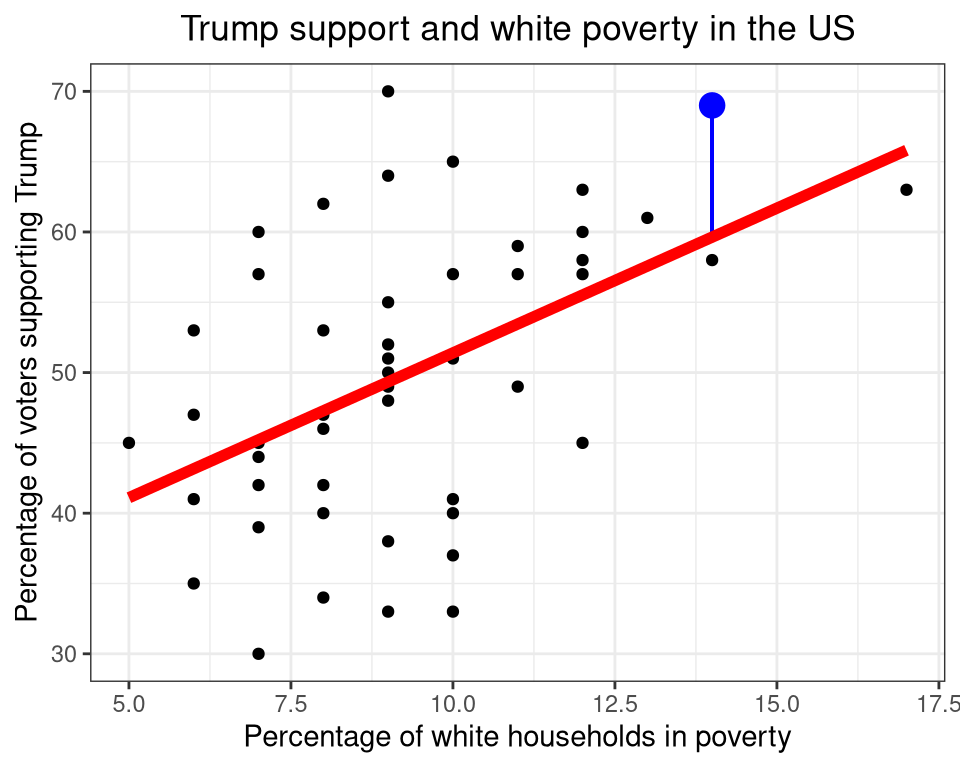 Trump support and white poverty in the US
Percentage of voters supporting Trump
70
60
50
40
30
5.0 7.5 10.0 12.5 15.0 17.5
Percentage of white households in poverty